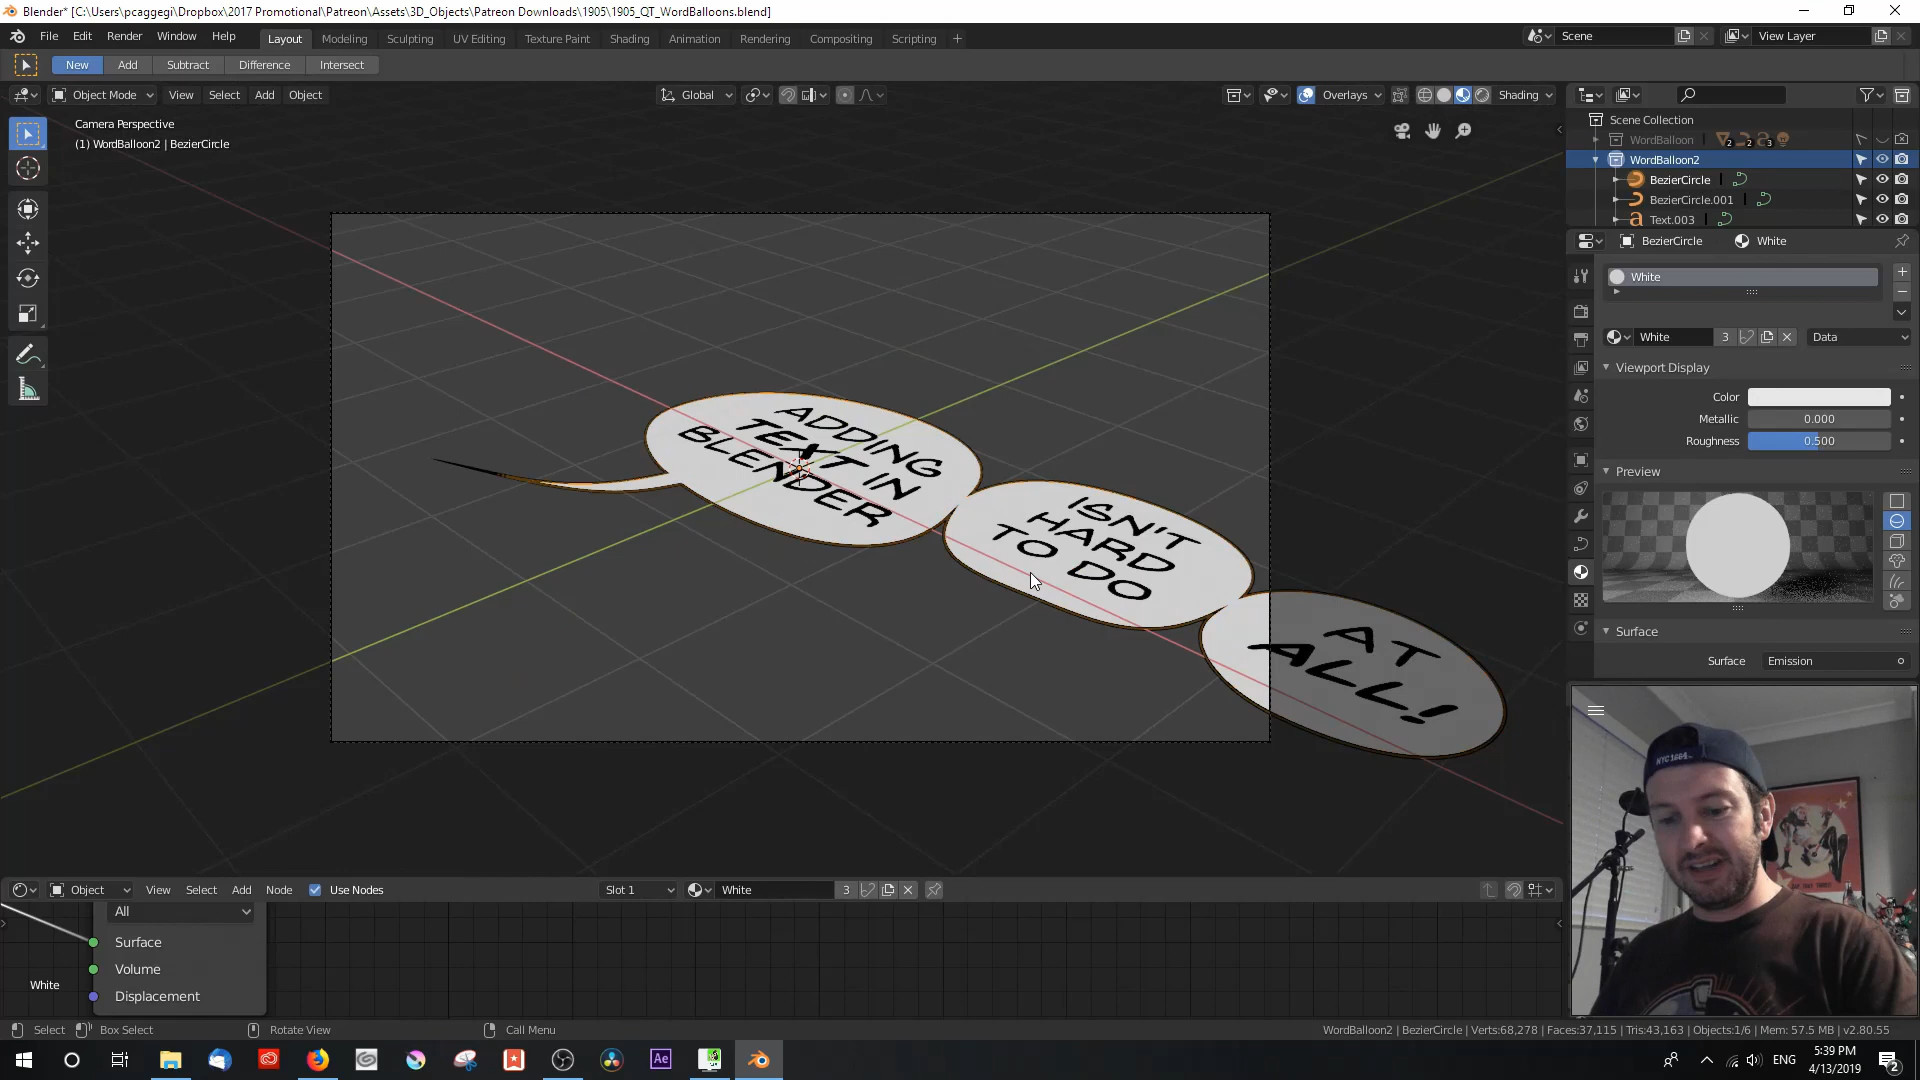 Blender* [C:\Users\pcaggegi\Dropbox\2017 Promotional\Patreon\Assets\3D_Objects\Patreon Downloads\1905\1905_QT_WordBalloons.blend]
File Edit Render Window Help Layout Modeling Sculpting UV Editing Texture Paint Shading Animation Rendering Compositing Scripting + Scene View Layer
New Add Subtract Difference Intersect
Object Mode View Select Add Object Global Overlays Shading
Camera Perspective
(1) WordBalloon2 | BezierCircle
Scene Collection
WordBalloon 2 2 3
WordBalloon2
BezierCircle
BezierCircle.001
Text.003
BezierCircle White
White
White 3 Data
Viewport Display
Color
Metallic 0.000
Roughness 0.500
Preview
Surface
Surface Emission
ADDING
TEXT IN
BLENDER
ISN'T
HARD
TO DO
AT
ALL!
Object View Select Add Node Use Nodes Slot 1 White 3
All
Surface
Volume
White
Displacement
Select Box Select Rotate View Call Menu
WordBalloon2 | BezierCircle | Verts:68,278 | Faces:37,115 | Tris:43,163 | Objects:1/6 | Mem: 57.5 MB | v2.80.55
Ae ENG 5:39 PM
4/13/2019 2